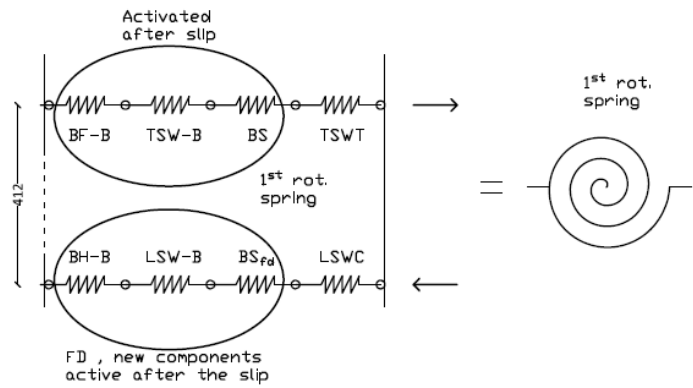 Activated
after slip
BF-B TSW-B BS TSWT
412
1st rot.
spring
BH-B LSW-B BSfd LSWC
FD , new components
active after the slip
=
1st rot.
spring